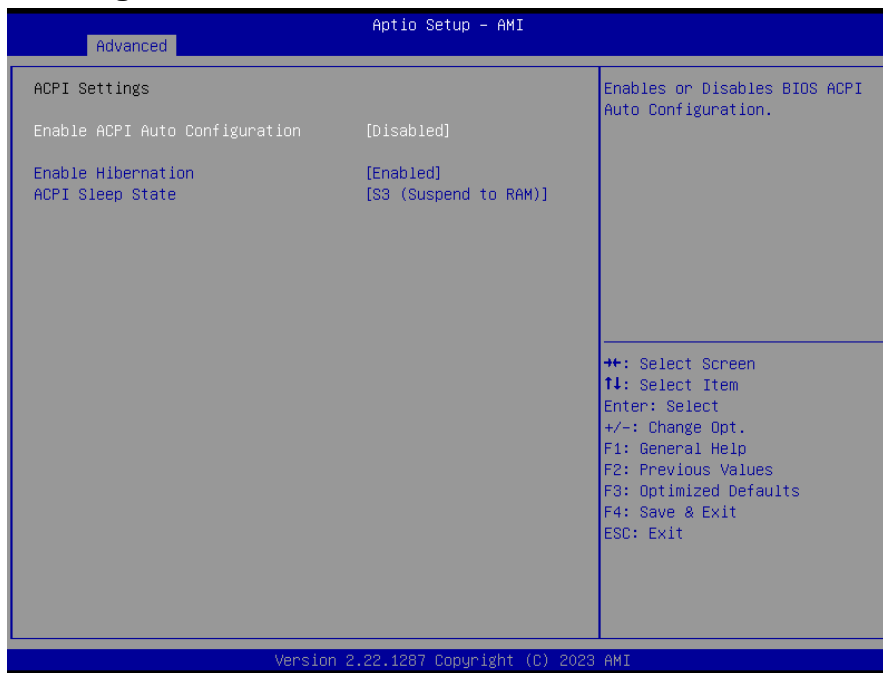 Aptio Setup – AMI
Advanced
ACPI Settings
Enable ACPI Auto Configuration [Disabled]
Enable Hibernation [Enabled]
ACPI Sleep State [S3 (Suspend to RAM)]
Enables or Disables BIOS ACPI
Auto Configuration.
→←: Select Screen
↑↓: Select Item
Enter: Select
+/-: Change Opt.
F1: General Help
F2: Previous Values
F3: Optimized Defaults
F4: Save & Exit
ESC: Exit
Version 2.22.1287 Copyright (C) 2023 AMI